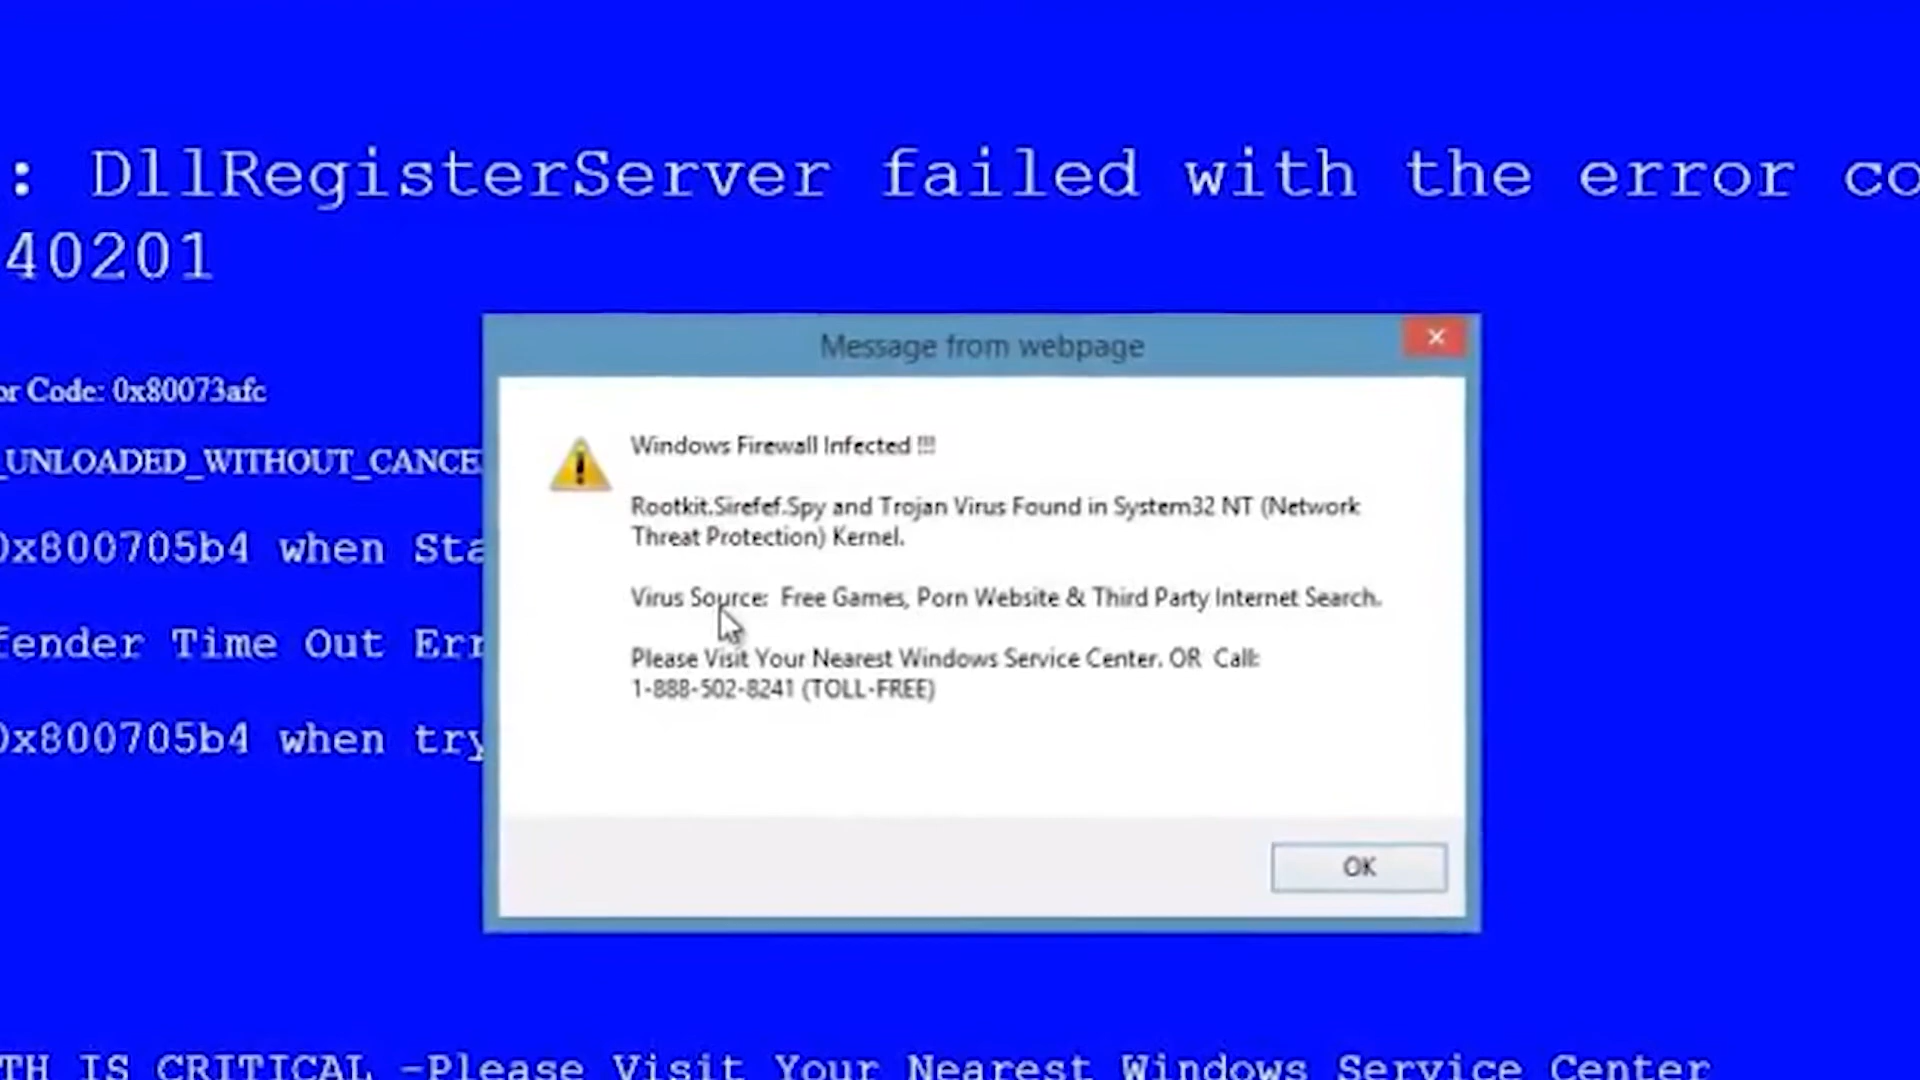 : DllRegisterServer failed with the error co
40201
or Code: 0x80073afc
_UNLOADED_WITHOUT_CANCE
0x800705b4 when Sta
fender Time Out Err
0x800705b4 when try
Message from webpage
Windows Firewall Infected !!!
Rootkit.Sirefef.Spy and Trojan Virus Found in System32 NT (Network
Threat Protection) Kernel.
Virus Source:  Free Games, Porn Website & Third Party Internet Search.
Please Visit Your Nearest Windows Service Center. OR  Call:
1-888-502-8241 (TOLL-FREE)
OK
TH IS CRITICAL -Please Visit Your Nearest Windows Service Center